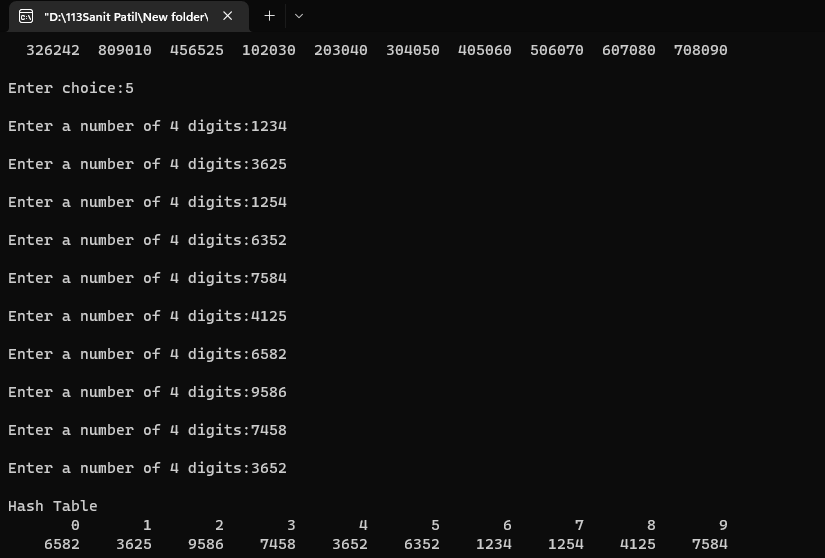 "D:\113Sanit Patil\New folder\
326242 809010 456525 102030 203040 304050 405060 506070 607080 708090
Enter choice:5
Enter a number of 4 digits:1234
Enter a number of 4 digits:3625
Enter a number of 4 digits:1254
Enter a number of 4 digits:6352
Enter a number of 4 digits:7584
Enter a number of 4 digits:4125
Enter a number of 4 digits:6582
Enter a number of 4 digits:9586
Enter a number of 4 digits:7458
Enter a number of 4 digits:3652
Hash Table
0 1 2 3 4 5 6 7 8 9
6582 3625 9586 7458 3652 6352 1234 1254 4125 7584